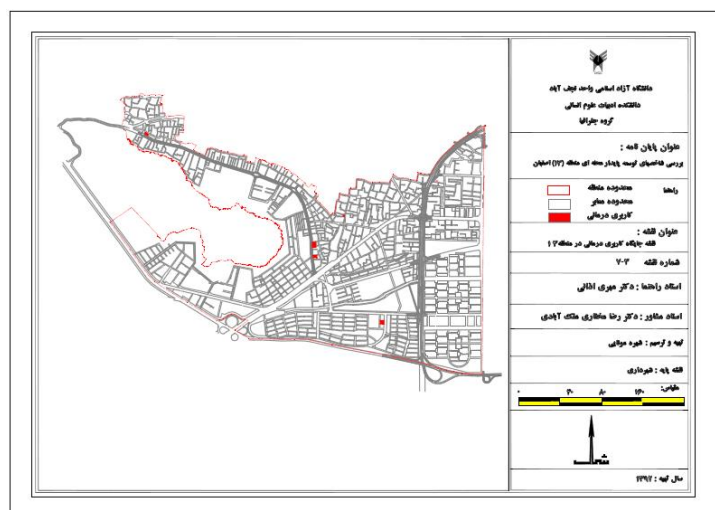 دانشگاه آزاد اسلامی واحد نجف آباد
دانشکده ادبیات علوم انسانی
گروه جغرافیا
عنوان پایان نامه :
بررسی شاخصهای توسعه پایدار محله ای منطقه (۱۳) اصفهان
راهنما
محدوده منطقه
محدوده معابر
کاربری درمانی
عنوان نقشه :
نقشه جایگاه کاربری درمانی در منطقه ۱۳
شماره نقشه ۷-۳
استاد راهنما : دکتر مهری اذانی
استاد مشاور : دکتر رضا مختاری ملک آبادی
تهیه و ترسیم :
نقشه پایه : شهرداری
مقیاس:
۰ ۴۰ ۸۰ ۱۶۰
شمال
سال تهیه : ۱۳۹۲